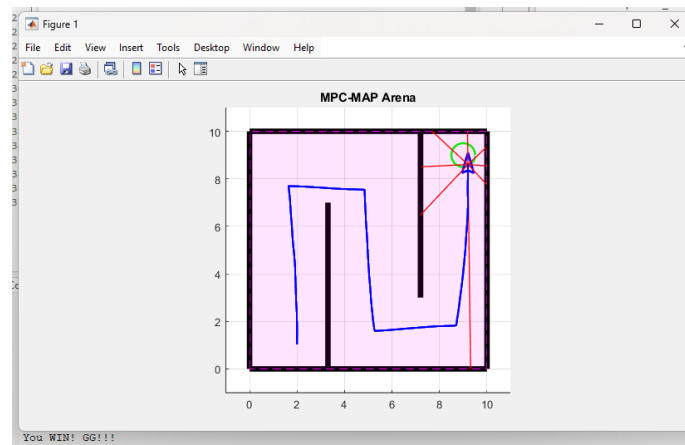 Figure 1
File Edit View Insert Tools Desktop Window Help
MPC-MAP Arena
10
8
6
4
2
0
0 2 4 6 8 10
You WIN! GG!!!